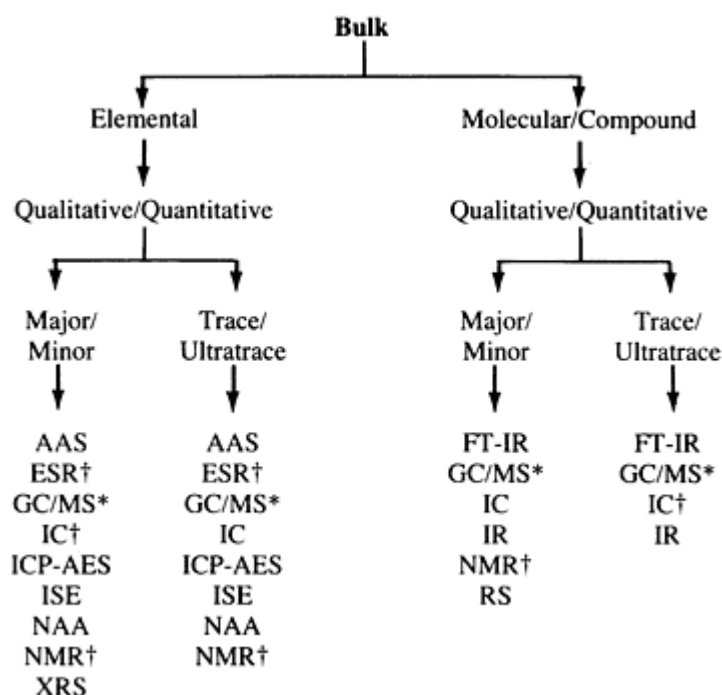 Bulk
Elemental
Molecular/Compound
Qualitative/Quantitative
Qualitative/Quantitative
Major/
Minor
Trace/
Ultratrace
Major/
Minor
Trace/
Ultratrace
AAS
ESR†
GC/MS*
IC†
ICP-AES
ISE
NAA
NMR†
XRS
AAS
ESR†
GC/MS*
IC
ICP-AES
ISE
NAA
NMR†
FT-IR
GC/MS*
IC
IR
NMR†
RS
FT-IR
GC/MS*
IC†
IR